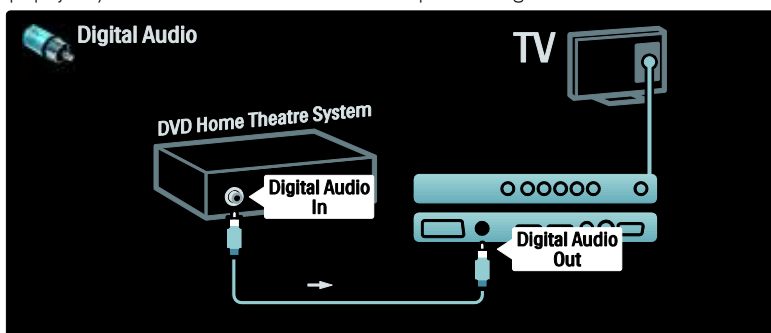 Digital Audio
TV
DVD Home Theatre System
Digital Audio
In
Digital Audio
Out